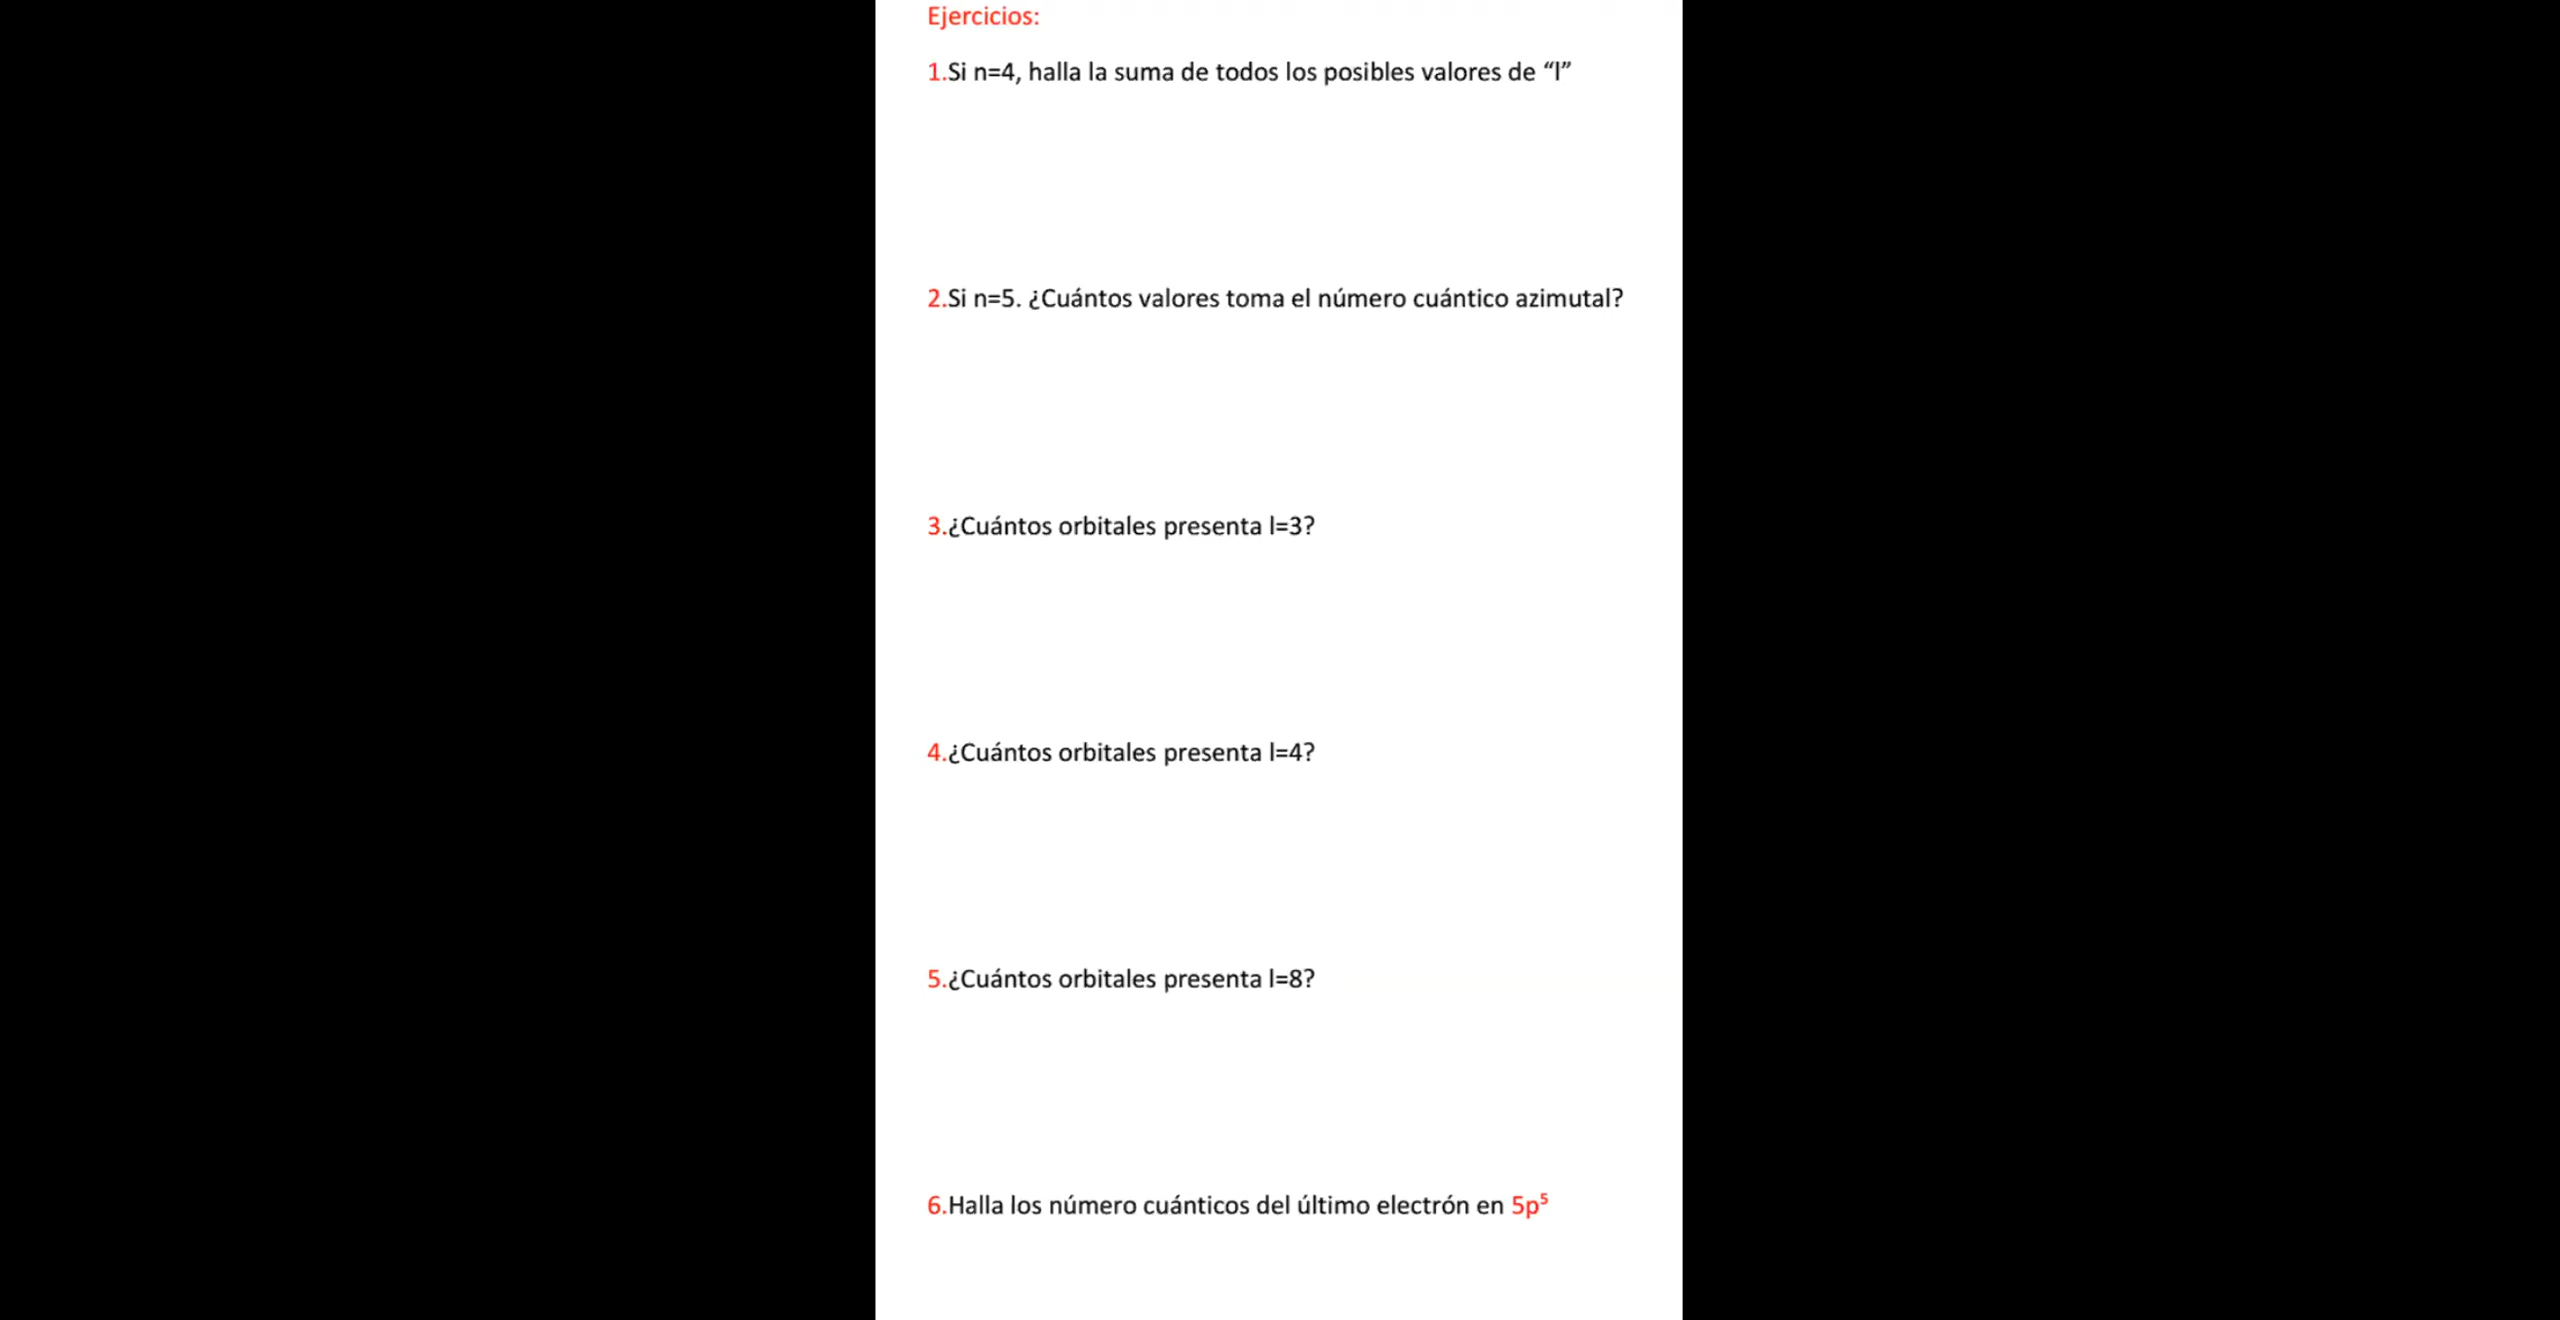 Ejercicios:
1.Si n=4, halla la suma de todos los posibles valores de “l”
2.Si n=5. ¿Cuántos valores toma el número cuántico azimutal?
3.¿Cuántos orbitales presenta l=3?
4.¿Cuántos orbitales presenta l=4?
5.¿Cuántos orbitales presenta l=8?
6.Halla los número cuánticos del último electrón en 5p⁵